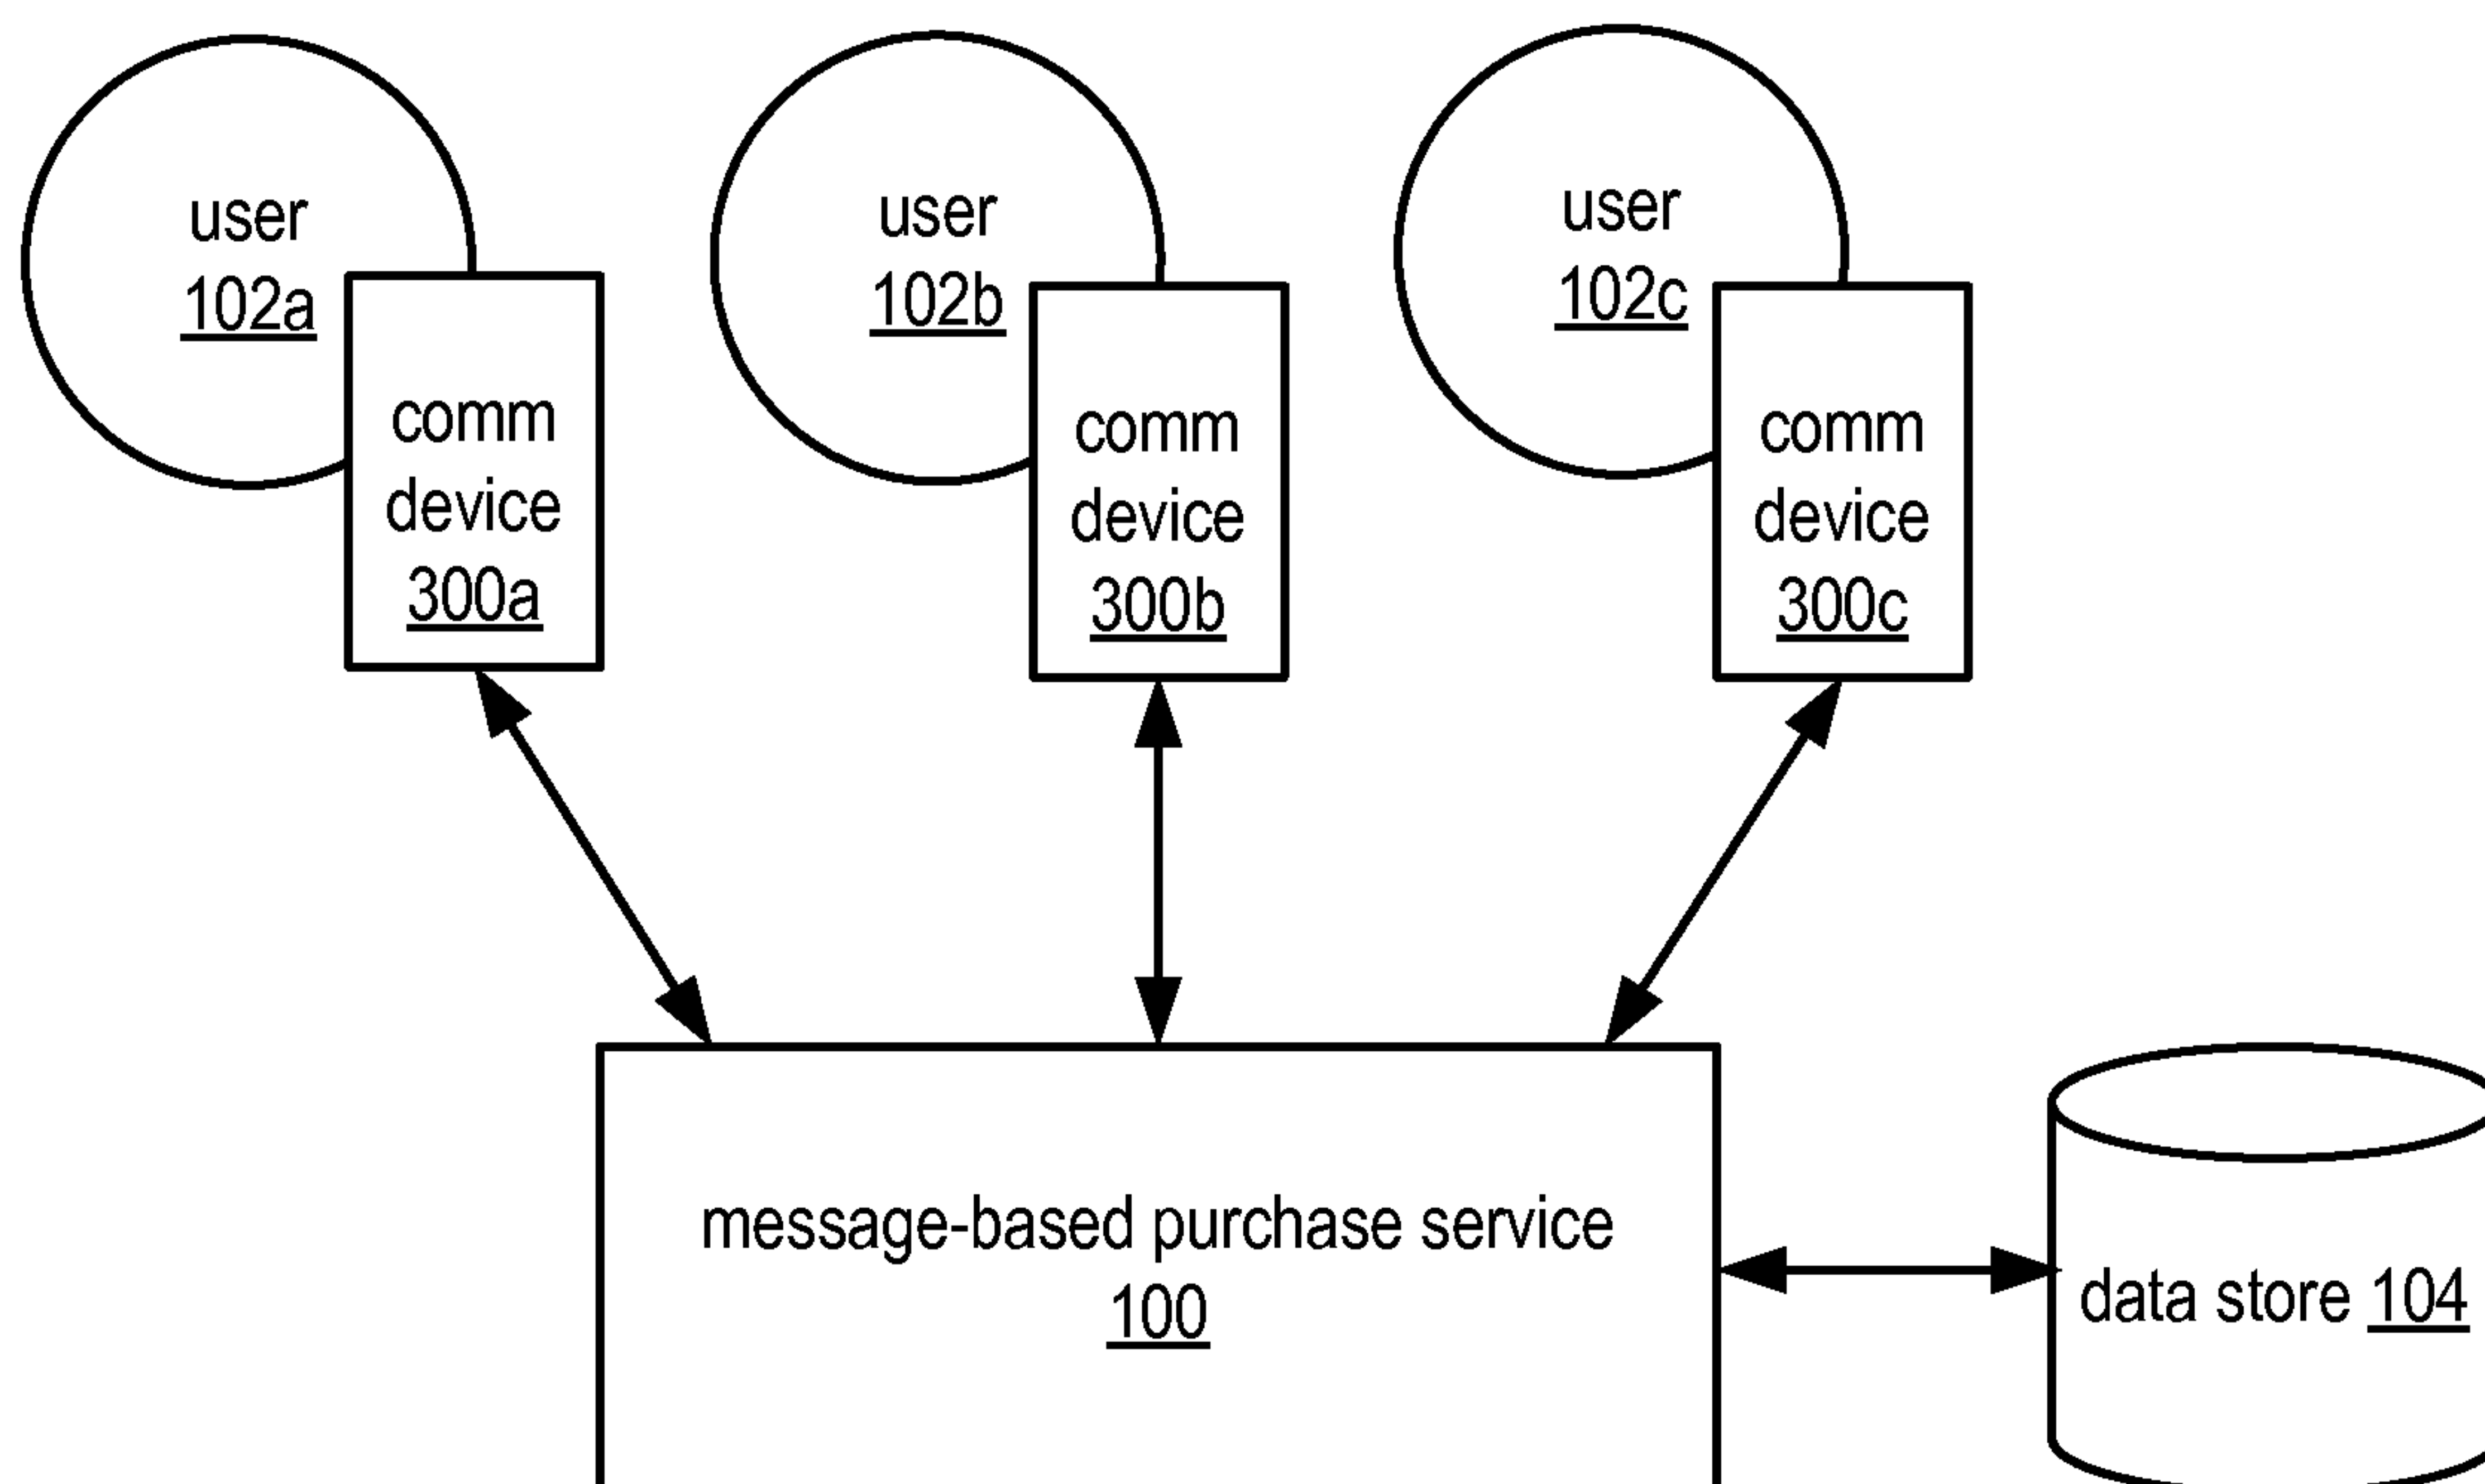 user
102a
user
102b
user
102c
comm
device
300a
comm
device
300b
comm
device
300c
message-based purchase service
100
data store 104